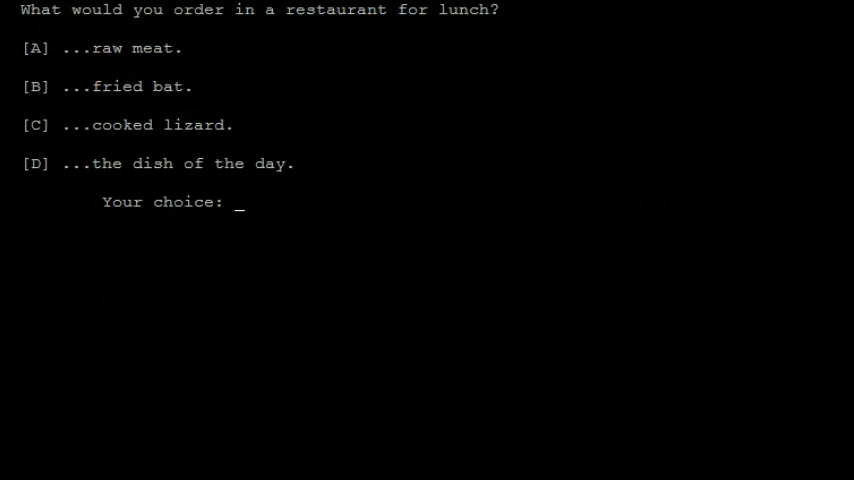 What would you order in a restaurant for lunch?
[A] ...raw meat.
[B] ...fried bat.
[C] ...cooked lizard.
[D] ...the dish of the day.
Your choice: _